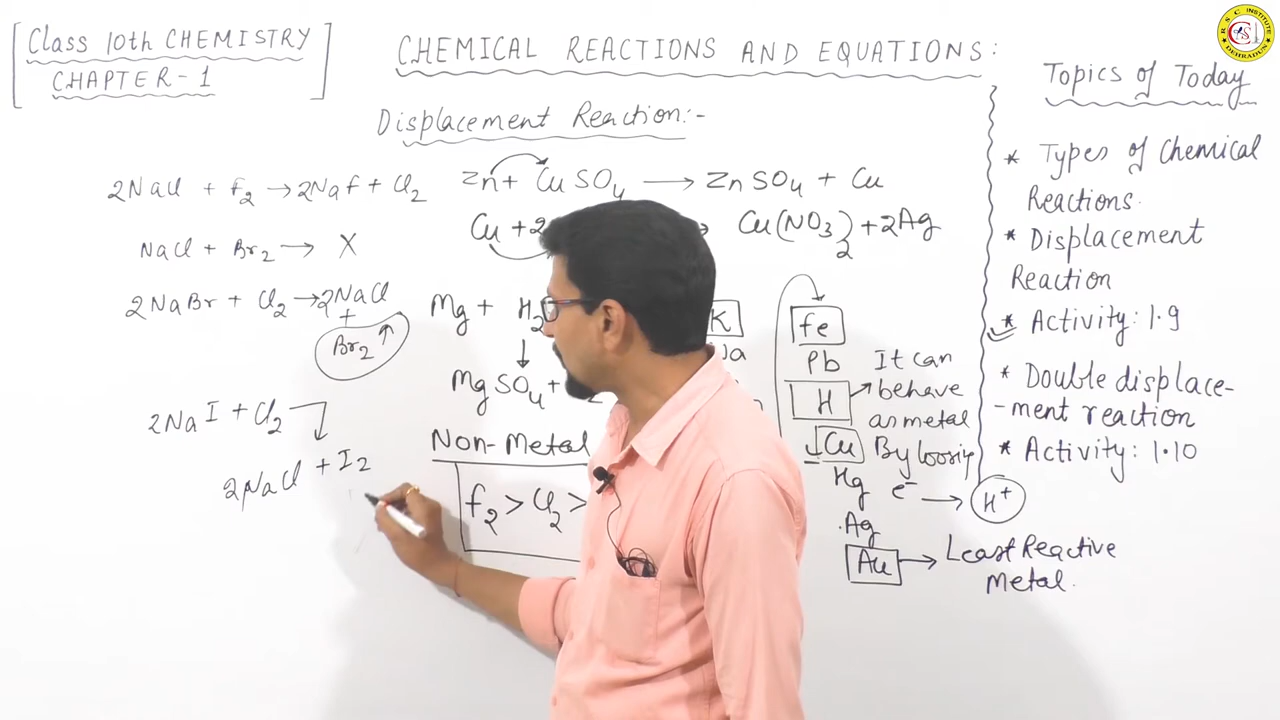 Class 10th CHEMISTRY
CHAPTER-1
CHEMICAL REACTIONS AND EQUATIONS:
Displacement Reaction:-
2NaCl + F2 → 2NaF + Cl2
NaCl + Br2 → X
2NaBr + Cl2 → 2NaCl
+
Br2 ↑
2NaI + Cl2
2NaCl + I2
Zn + CuSO4 → ZnSO4 + Cu
Cu + 2
Cu(NO3)2 + 2Ag
Mg + H2
↓
MgSO4 +
Non-Metal
F2 > Cl2 >
K
Na
Fe
Pb
H
Cu
Hg
Ag
Au → Least Reactive
Metal.
It can
behave
as metal
By loosing
e- → H+
Topics of Today
* Types of Chemical
Reactions.
* Displacement
Reaction
* Activity: 1.9
* Double displace-
-ment reaction
* Activity: 1.10
R S C INSTITUTE
DEHRADUN